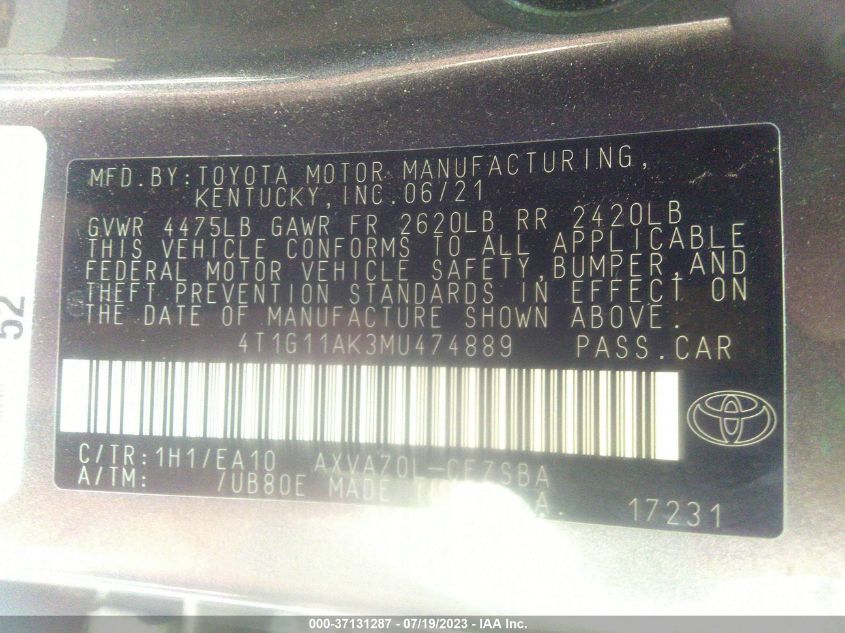 MFD.BY:TOYOTA MOTOR MANUFACTURING,
KENTUCKY,INC.06/21
GVWR 4475LB GAWR FR 2620LB RR 2420LB
THIS VEHICLE CONFORMS TO ALL APPLICABLE
FEDERAL MOTOR VEHICLE SAFETY,BUMPER,AND
THEFT PREVENTION STANDARDS IN EFFECT ON
THE DATE OF MANUFACTURE SHOWN ABOVE.
4T1G11AK3MU474889 PASS.CAR
C/TR:1H1/EA10 AXVA70L-CEZSBA
A/TM: /UB80E MADE A. 17231
52
000-37131287 - 07/19/2023 - IAA Inc.